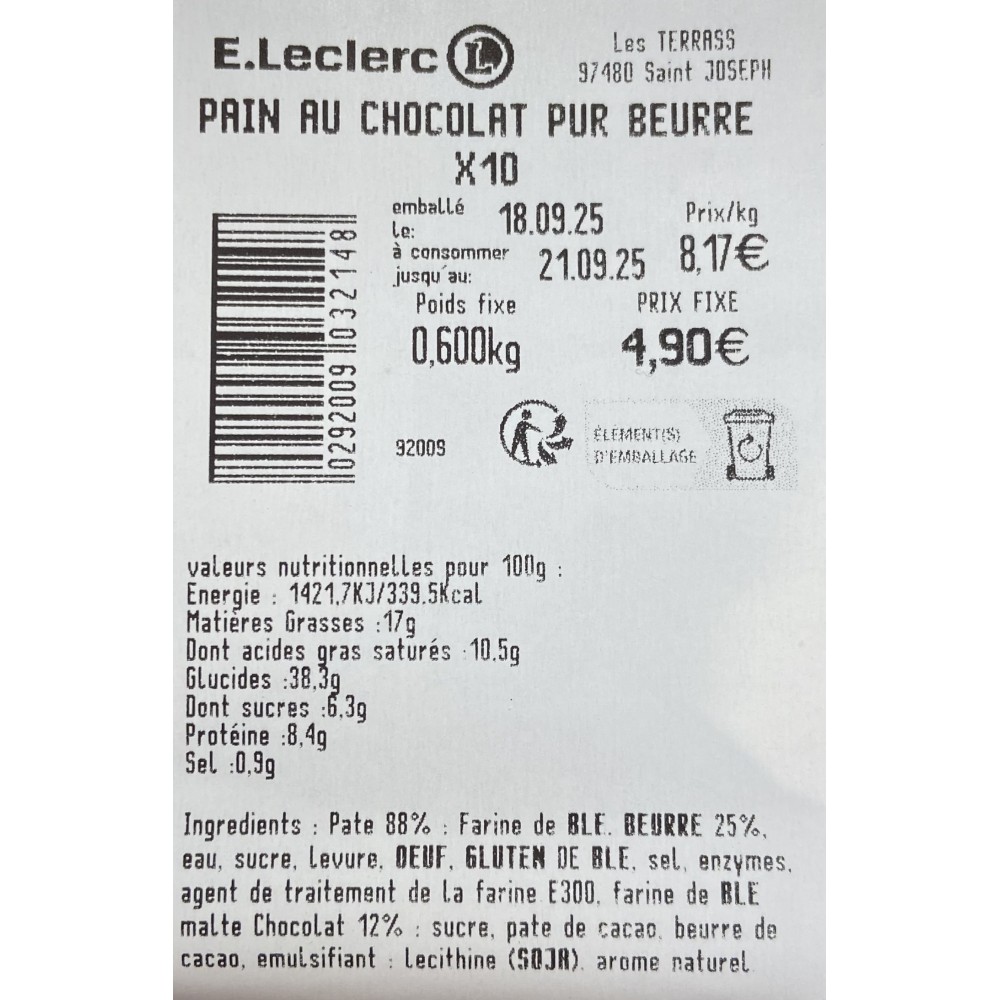 E.Leclerc L
Les TERRASS
97480 Saint JOSEPH
PAIN AU CHOCOLAT PUR BEURRE
X10
emballé le: 18.09.25
Prix/kg
8,17€
à consommer jusqu'au: 21.09.25
Poids fixe
0,600kg
PRIX FIXE
4,90€
0292009 032148
92009
ÉLÉMENT(S)
D'EMBALLAGE
valeurs nutritionnelles pour 100g :
Energie : 1421,7KJ/339.5Kcal
Matières Grasses :17g
Dont acides gras saturés :10.5g
Glucides :38,3g
Dont sucres :6,3g
Protéine :8,4g
Sel :0,9g
Ingredients : Pate 88% : Farine de BLE. BEURRE 25%,
eau, sucre, Levure, OEUF, GLUTEN DE BLE, sel, enzymes,
agent de traitement de la farine E300, farine de BLE
malte Chocolat 12% : sucre, pate de cacao, beurre de
cacao, emulsifiant : Lecithine (SOJA). arome naturel